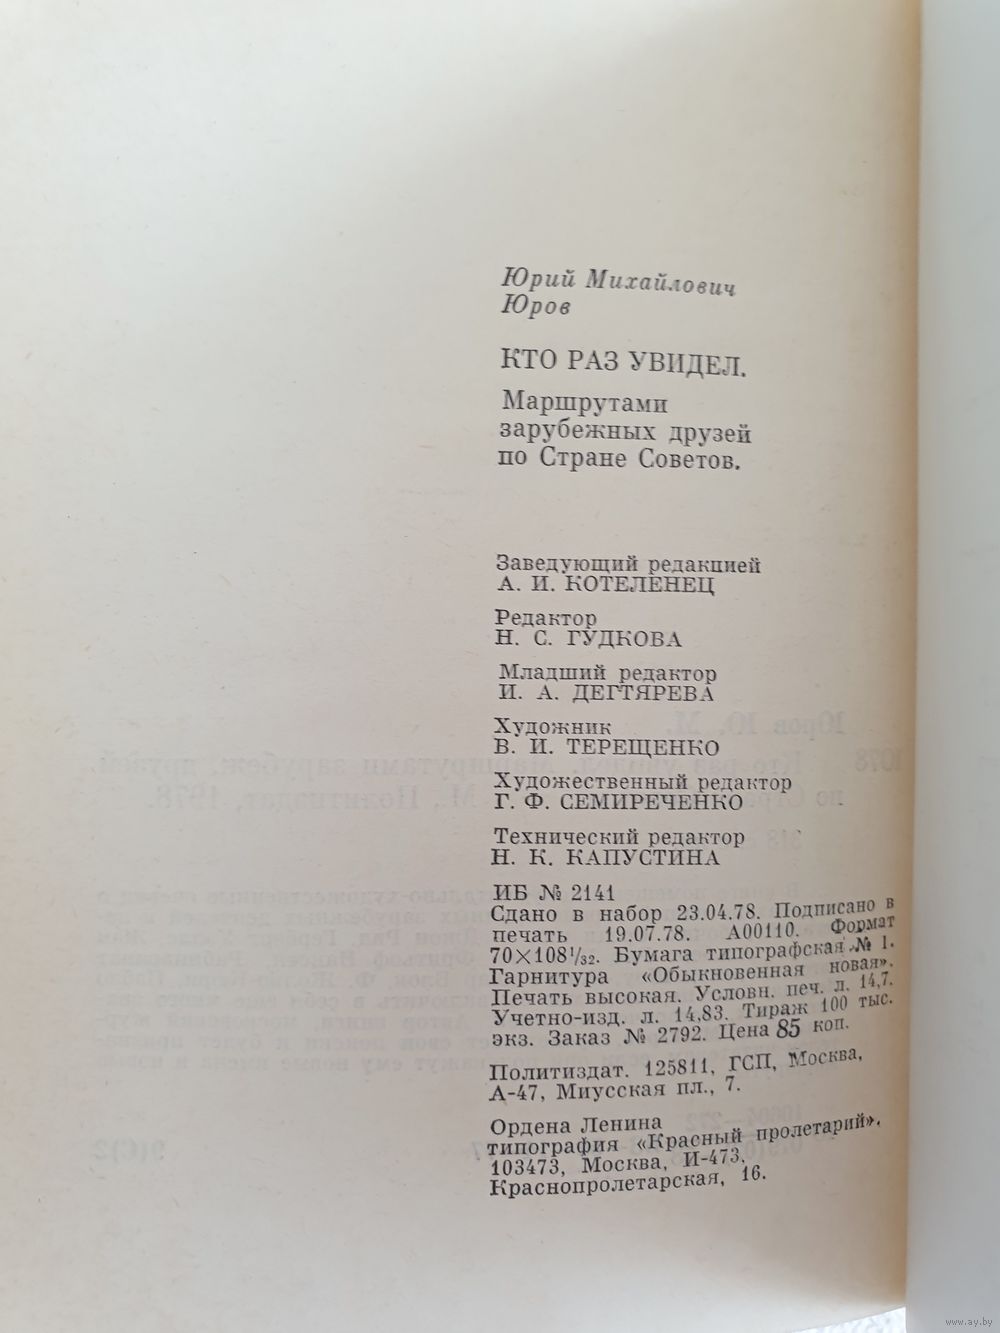 Юрий Михайлович
Юров
КТО РАЗ УВИДЕЛ.
Маршрутами
зарубежных друзей
по Стране Советов.
Заведующий редакцией
А. И. КОТЕЛЕНЕЦ
Редактор
Н. С. ГУДКОВА
Младший редактор
И. А. ДЕГТЯРЕВА
Художник
В. И. ТЕРЕЩЕНКО
Художественный редактор
Г. Ф. СЕМИРЕЧЕНКО
Технический редактор
Н. К. КАПУСТИНА
ИБ № 2141
Сдано в набор 23.04.78. Подписано в
печать 19.07.78. А00110. Формат
70×108¹/₃₂. Бумага типографская № 1.
Гарнитура «Обыкновенная новая».
Печать высокая. Условн. печ. л. 14,7.
Учетно-изд. л. 14,83. Тираж 100 тыс.
экз. Заказ № 2792. Цена 85 коп.
Политиздат. 125811, ГСП, Москва,
А-47, Миусская пл., 7.
Ордена Ленина
типография «Красный пролетарий».
103473, Москва, И-473,
Краснопролетарская, 16.
www.ay.by